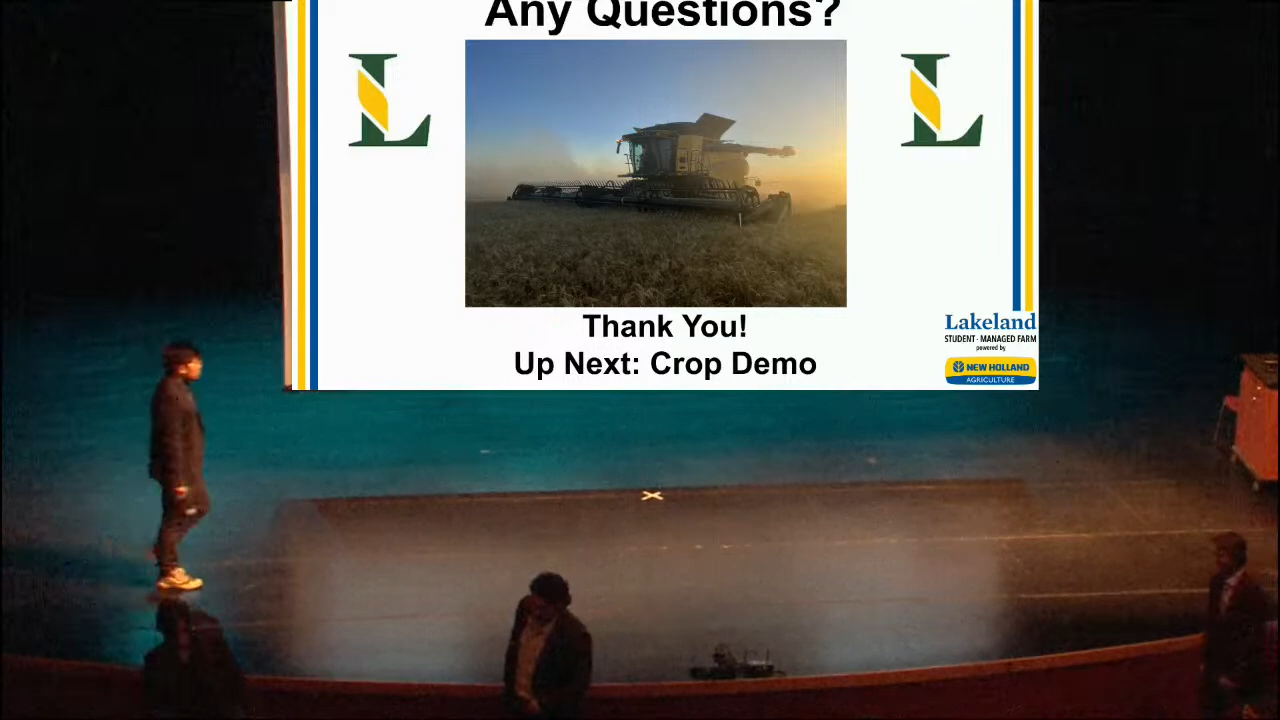 Any Questions?
Thank You!
Up Next: Crop Demo
Lakeland
STUDENT - MANAGED FARM
powered by
NEW HOLLAND
AGRICULTURE